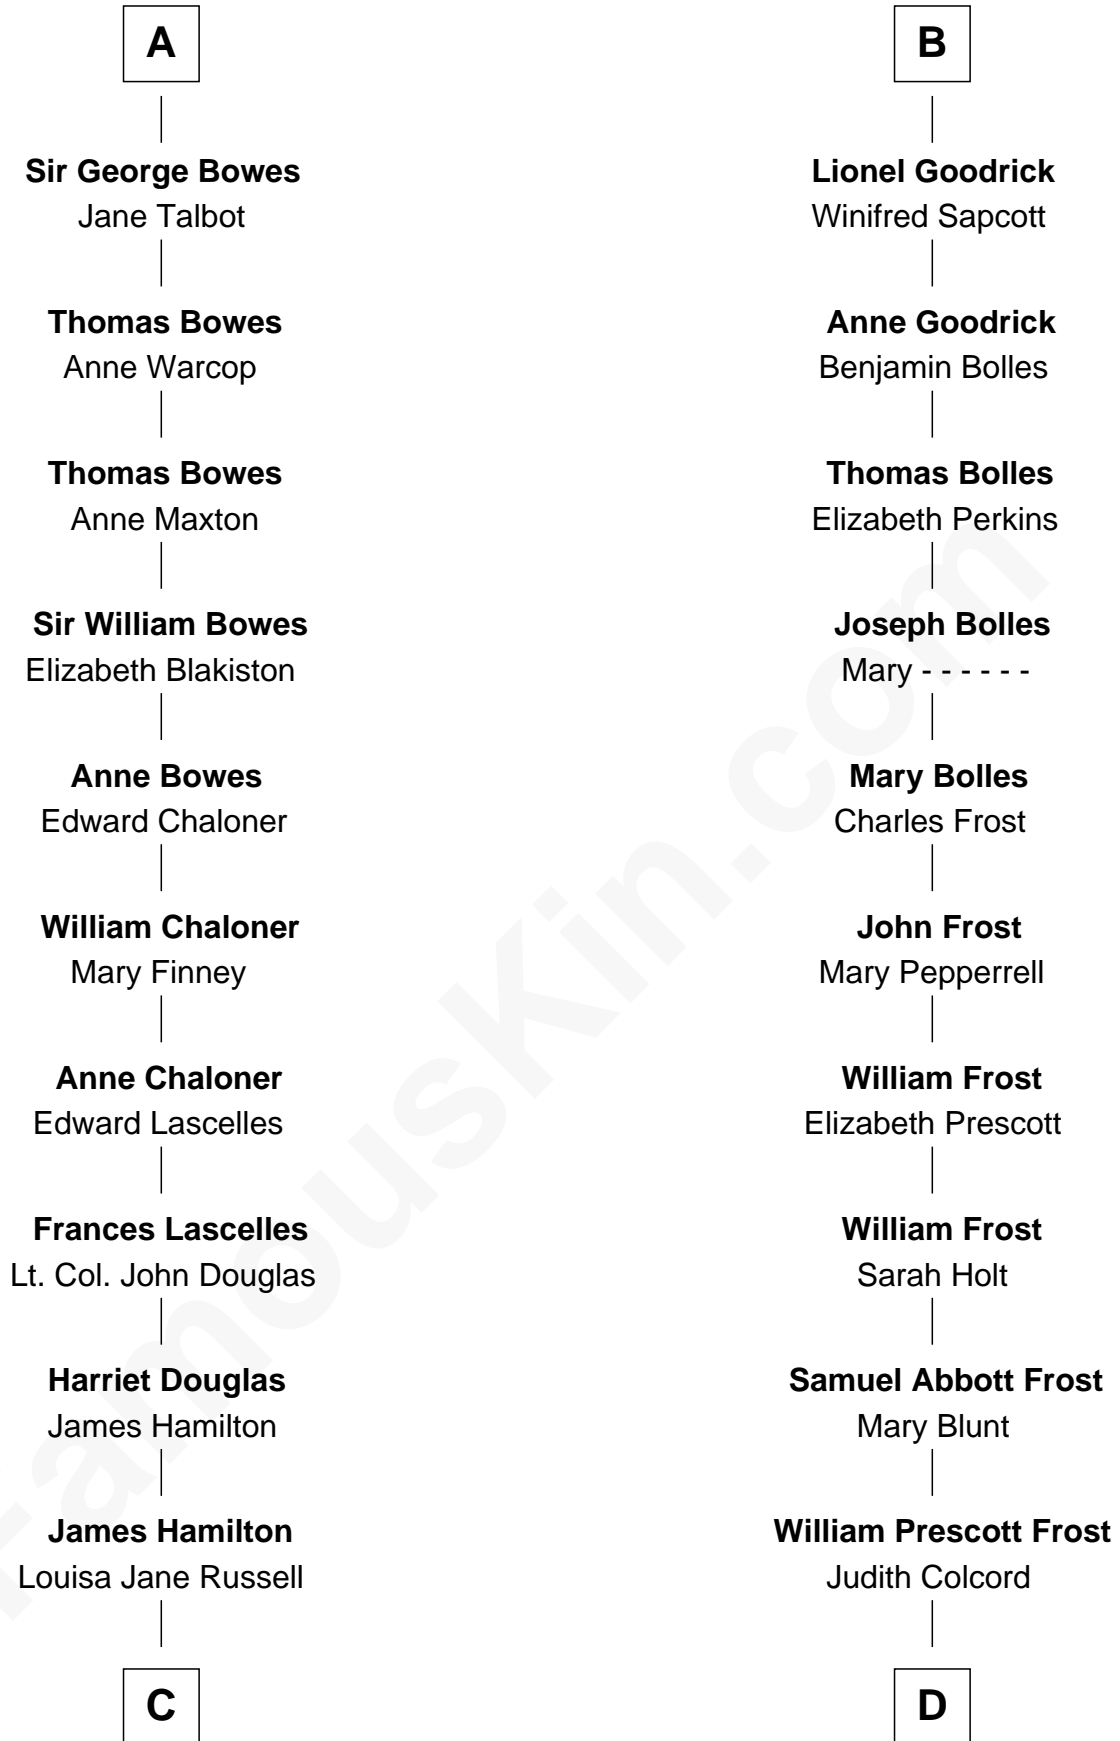 A
Sir George Bowes
Jane Talbot
Thomas Bowes
Anne Warcop
Thomas Bowes
Anne Maxton
Sir William Bowes
Elizabeth Blakiston
Anne Bowes
Edward Chaloner
William Chaloner
Mary Finney
Anne Chaloner
Edward Lascelles
Frances Lascelles
Lt. Col. John Douglas
Harriet Douglas
James Hamilton
James Hamilton
Louisa Jane Russell
C
B
Lionel Goodrick
Winifred Sapcott
Anne Goodrick
Benjamin Bolles
Thomas Bolles
Elizabeth Perkins
Joseph Bolles
Mary - - - - - -
Mary Bolles
Charles Frost
John Frost
Mary Pepperrell
William Frost
Elizabeth Prescott
William Frost
Sarah Holt
Samuel Abbott Frost
Mary Blunt
William Prescott Frost
Judith Colcord
D
FamousKin.com